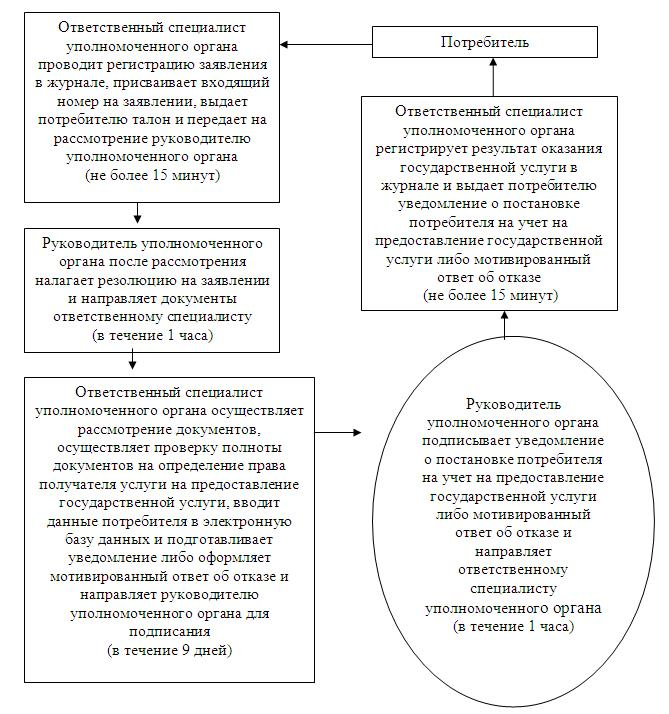 Потребитель
Ответственный специалист
уполномоченного органа
проводит регистрацию заявления
в журнале, присваивает входящий
номер на заявлении, выдает
потребителю талон и передает на
рассмотрение руководителю
уполномоченного органа
(не более 15 минут)
Руководитель уполномоченного
органа после рассмотрения
налагает резолюцию на заявлении
и направляет документы
ответственному специалисту
(в течение 1 часа)
Ответственный специалист
уполномоченного органа осуществляет
рассмотрение документов,
осуществляет проверку полноты
документов на определение права
получателя услуги на предоставление
государственной услуги, вводит
данные потребителя в электронную
базу данных и подготавливает
уведомление либо оформляет
мотивированный ответ об отказе и
направляет руководителю
уполномоченного органа для
подписания
(в течение 9 дней)
Руководитель
уполномоченного органа
подписывает уведомление
о постановке потребителя
на учет на предоставление
государственной услуги
либо мотивированный
ответ об отказе и
направляет
ответственному
специалисту
уполномоченного органа
(в течение 1 часа)
Ответственный специалист
уполномоченного органа
регистрирует результат оказания
государственной услуги в
журнале и выдает потребителю
уведомление о постановке
потребителя на учет на
предоставление государственной
услуги либо мотивированный
ответ об отказе
(не более 15 минут)